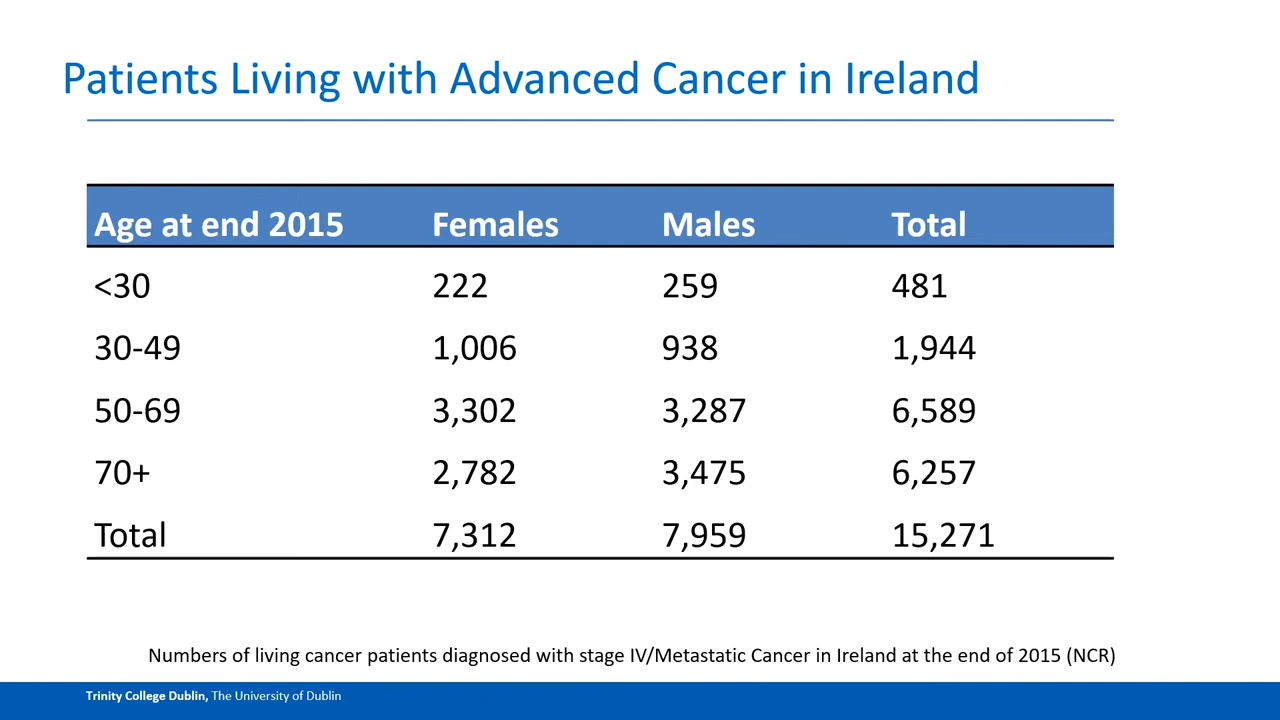 Patients Living with Advanced Cancer in Ireland
Age at end 2015 Females Males Total
<30 222 259 481
30-49 1,006 938 1,944
50-69 3,302 3,287 6,589
70+ 2,782 3,475 6,257
Total 7,312 7,959 15,271
Numbers of living cancer patients diagnosed with stage IV/Metastatic Cancer in Ireland at the end of 2015 (NCR)
Trinity College Dublin, The University of Dublin